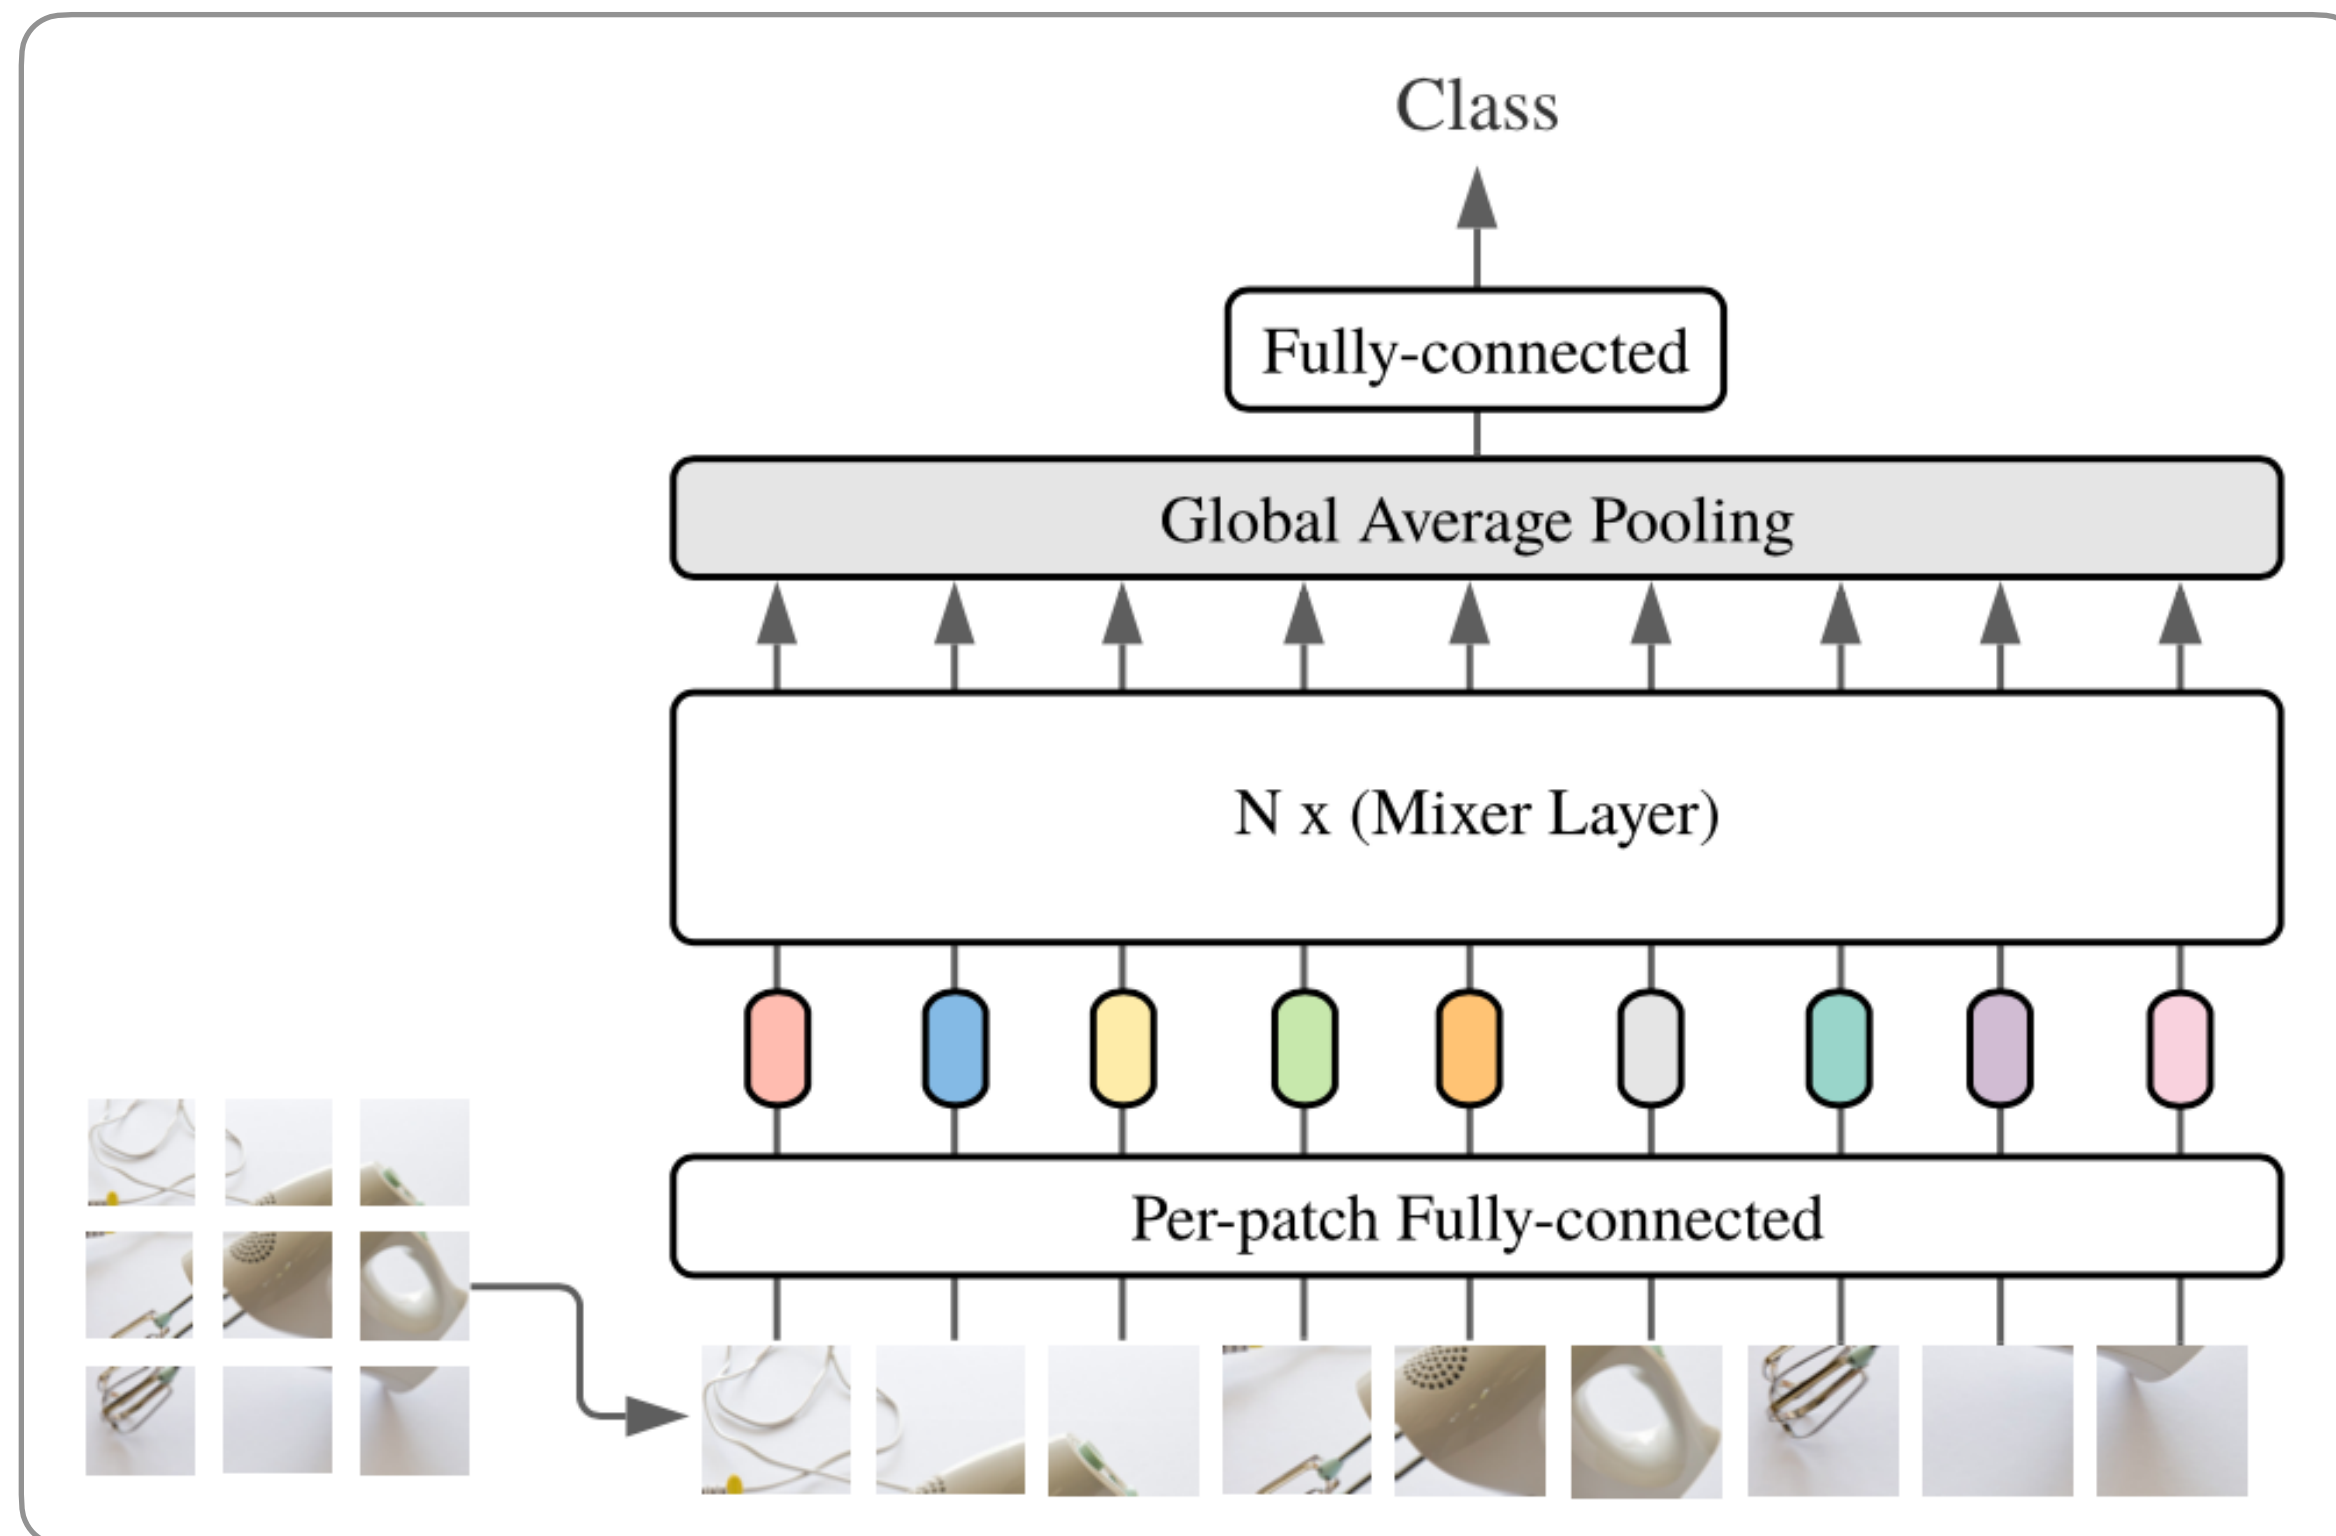 Class
Fully-connected
Global Average Pooling
N x (Mixer Layer)
Per-patch Fully-connected